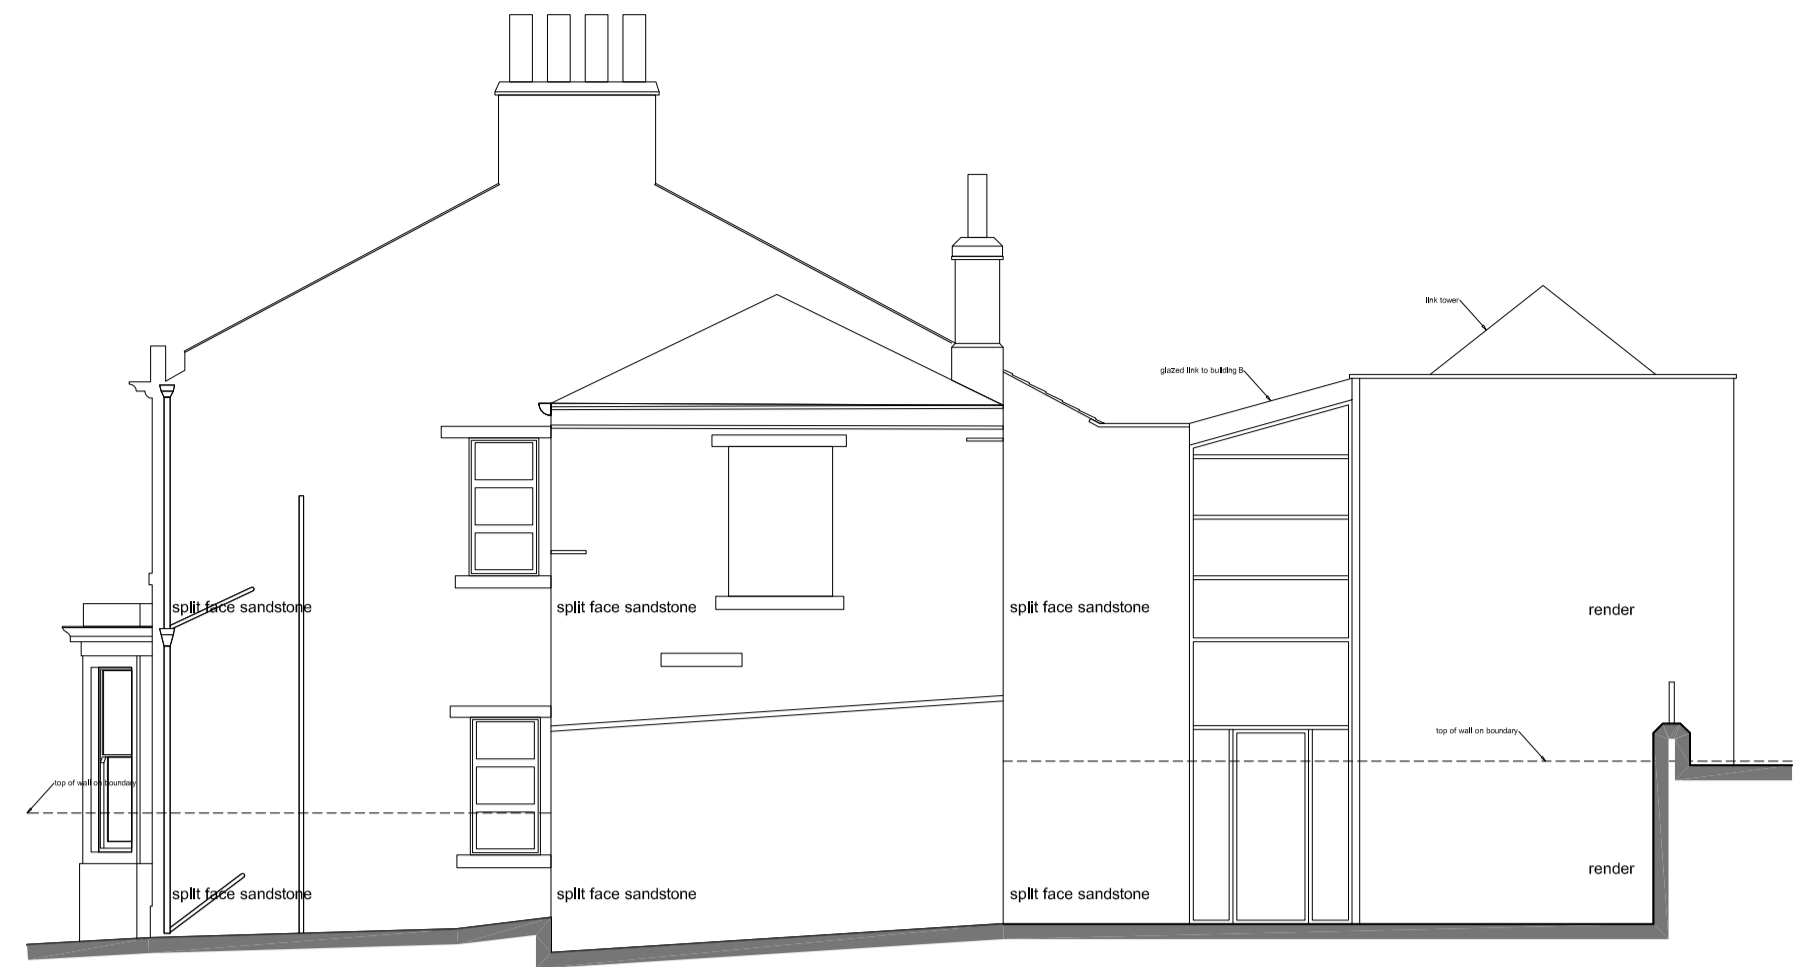 link tower
glazed link to building B
split face sandstone
split face sandstone
split face sandstone
render
top of wall on boundary
top of wall on boundary
render
split face sandstone
split face sandstone
split face sandstone